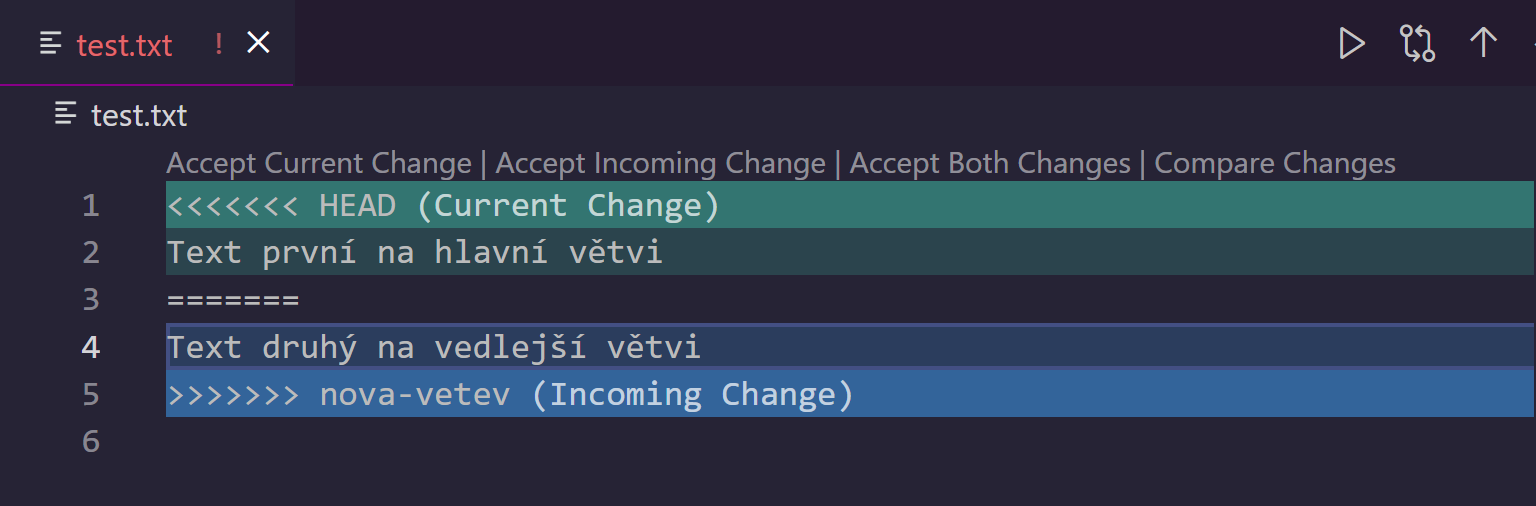 test.txt !
test.txt
Accept Current Change | Accept Incoming Change | Accept Both Changes | Compare Changes
1 <<<<<<< HEAD (Current Change)
2 Text první na hlavní větvi
3 =======
4 Text druhý na vedlejší větvi
5 >>>>>>> nova-vetev (Incoming Change)
6